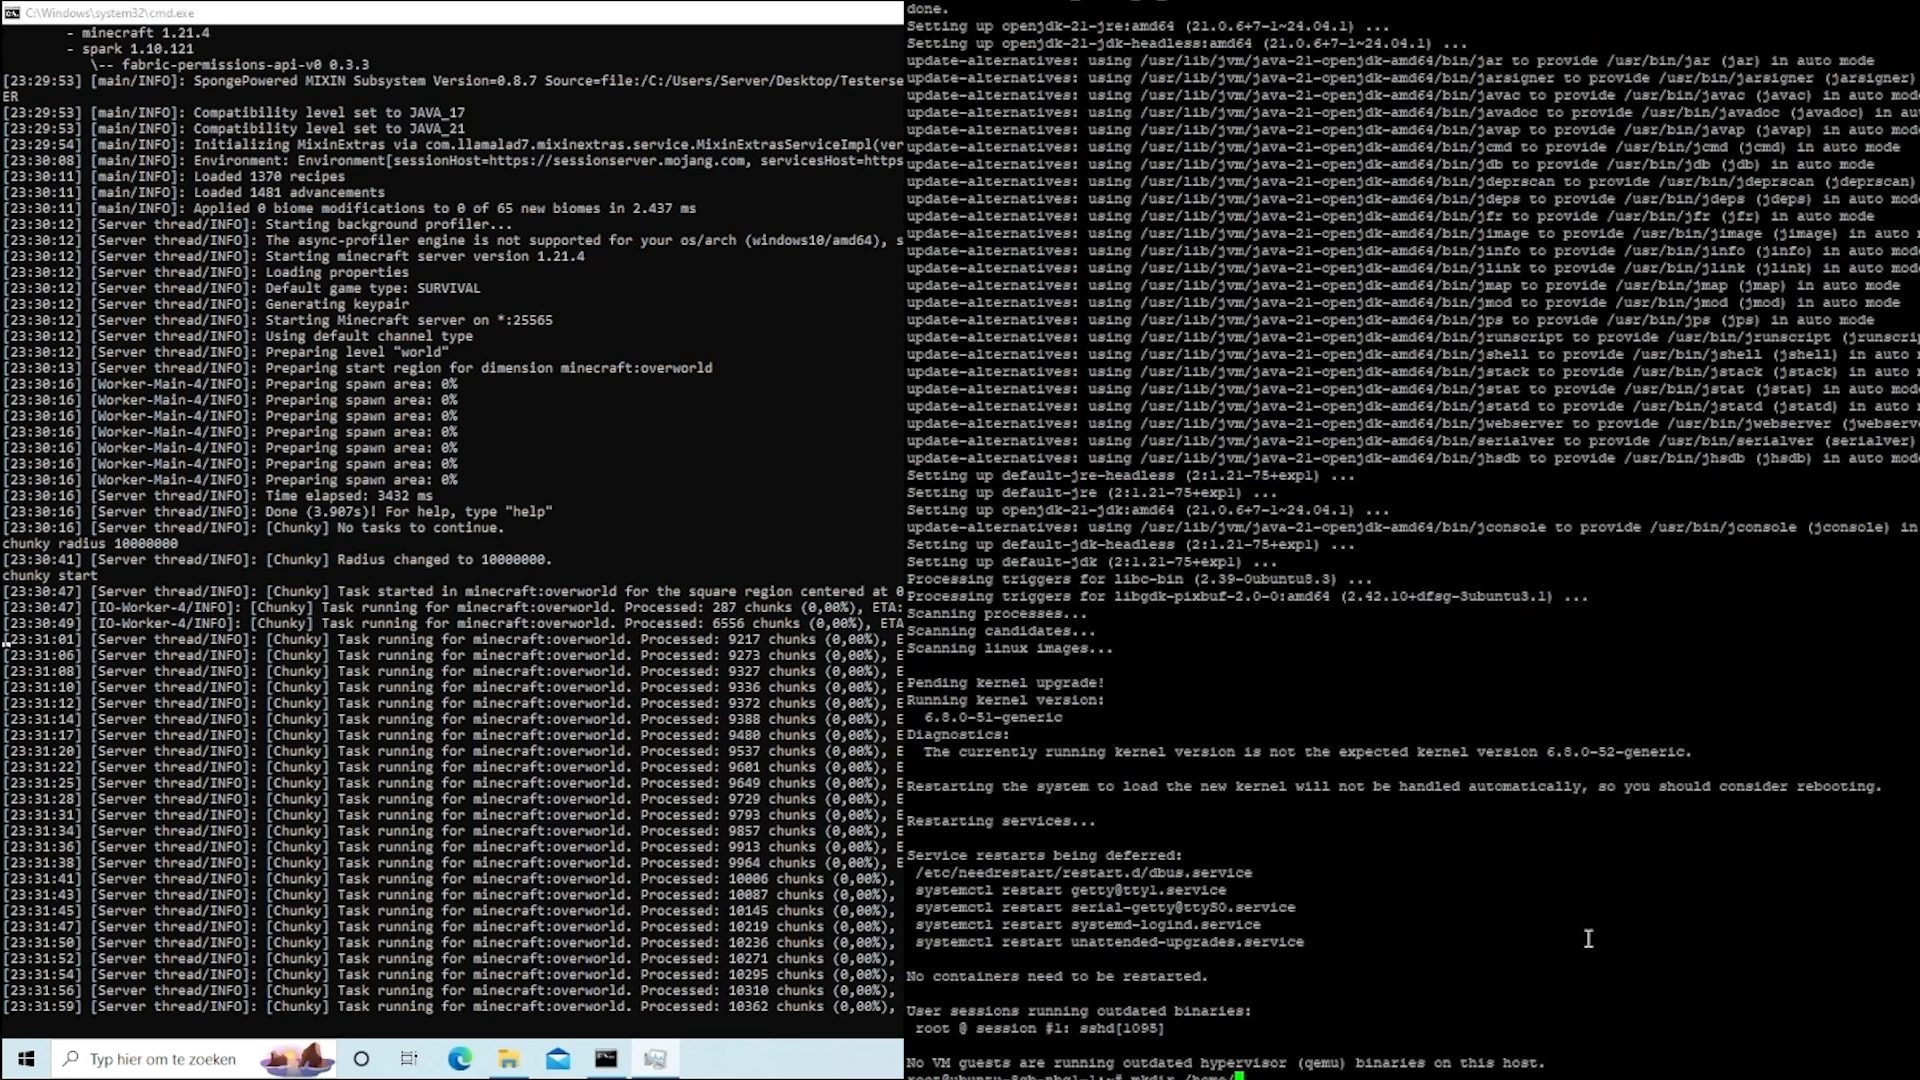 C:\Windows\system32\cmd.exe
- minecraft 1.21.4
- spark 1.10.121
\-- fabric-permissions-api-v0 0.3.3
[23:29:53] [main/INFO]: SpongePowered MIXIN Subsystem Version=0.8.7 Source=file:/C:/Users/Server/Desktop/Testerse
ER
[23:29:53] [main/INFO]: Compatibility level set to JAVA_17
[23:29:53] [main/INFO]: Compatibility level set to JAVA_21
[23:29:54] [main/INFO]: Initializing MixinExtras via com.llamalad7.mixinextras.service.MixinExtrasServiceImpl(ver
[23:30:08] [main/INFO]: Environment: Environment[sessionHost=https://sessionserver.mojang.com, servicesHost=https
[23:30:11] [main/INFO]: Loaded 1370 recipes
[23:30:11] [main/INFO]: Loaded 1481 advancements
[23:30:11] [main/INFO]: Applied 0 biome modifications to 0 of 65 new biomes in 2.437 ms
[23:30:12] [Server thread/INFO]: Starting background profiler...
[23:30:12] [Server thread/INFO]: The async-profiler engine is not supported for your os/arch (windows10/amd64), s
[23:30:12] [Server thread/INFO]: Starting minecraft server version 1.21.4
[23:30:12] [Server thread/INFO]: Loading properties
[23:30:12] [Server thread/INFO]: Default game type: SURVIVAL
[23:30:12] [Server thread/INFO]: Generating keypair
[23:30:12] [Server thread/INFO]: Starting Minecraft server on *:25565
[23:30:12] [Server thread/INFO]: Using default channel type
[23:30:12] [Server thread/INFO]: Preparing level "world"
[23:30:13] [Server thread/INFO]: Preparing start region for dimension minecraft:overworld
[23:30:16] [Worker-Main-4/INFO]: Preparing spawn area: 0%
[23:30:16] [Worker-Main-4/INFO]: Preparing spawn area: 0%
[23:30:16] [Worker-Main-4/INFO]: Preparing spawn area: 0%
[23:30:16] [Worker-Main-4/INFO]: Preparing spawn area: 0%
[23:30:16] [Worker-Main-4/INFO]: Preparing spawn area: 0%
[23:30:16] [Worker-Main-4/INFO]: Preparing spawn area: 0%
[23:30:16] [Worker-Main-4/INFO]: Preparing spawn area: 0%
[23:30:16] [Server thread/INFO]: Time elapsed: 3432 ms
[23:30:16] [Server thread/INFO]: Done (3.907s)! For help, type "help"
[23:30:16] [Server thread/INFO]: [Chunky] No tasks to continue.
chunky radius 10000000
[23:30:41] [Server thread/INFO]: [Chunky] Radius changed to 10000000.
chunky start
[23:30:47] [Server thread/INFO]: [Chunky] Task started in minecraft:overworld for the square region centered at 0
[23:30:47] [IO-Worker-4/INFO]: [Chunky] Task running for minecraft:overworld. Processed: 287 chunks (0,00%), ETA:
[23:30:49] [IO-Worker-4/INFO]: [Chunky] Task running for minecraft:overworld. Processed: 6556 chunks (0,00%), ETA
[23:31:01] [Server thread/INFO]: [Chunky] Task running for minecraft:overworld. Processed: 9217 chunks (0,00%), E
[23:31:06] [Server thread/INFO]: [Chunky] Task running for minecraft:overworld. Processed: 9273 chunks (0,00%), E
[23:31:08] [Server thread/INFO]: [Chunky] Task running for minecraft:overworld. Processed: 9327 chunks (0,00%), E
[23:31:10] [Server thread/INFO]: [Chunky] Task running for minecraft:overworld. Processed: 9336 chunks (0,00%), E
[23:31:12] [Server thread/INFO]: [Chunky] Task running for minecraft:overworld. Processed: 9372 chunks (0,00%), E
[23:31:14] [Server thread/INFO]: [Chunky] Task running for minecraft:overworld. Processed: 9388 chunks (0,00%), E
[23:31:17] [Server thread/INFO]: [Chunky] Task running for minecraft:overworld. Processed: 9480 chunks (0,00%), E
[23:31:20] [Server thread/INFO]: [Chunky] Task running for minecraft:overworld. Processed: 9537 chunks (0,00%), E
[23:31:22] [Server thread/INFO]: [Chunky] Task running for minecraft:overworld. Processed: 9601 chunks (0,00%), E
[23:31:25] [Server thread/INFO]: [Chunky] Task running for minecraft:overworld. Processed: 9649 chunks (0,00%), E
[23:31:28] [Server thread/INFO]: [Chunky] Task running for minecraft:overworld. Processed: 9729 chunks (0,00%), E
[23:31:31] [Server thread/INFO]: [Chunky] Task running for minecraft:overworld. Processed: 9793 chunks (0,00%), E
[23:31:34] [Server thread/INFO]: [Chunky] Task running for minecraft:overworld. Processed: 9857 chunks (0,00%), E
[23:31:36] [Server thread/INFO]: [Chunky] Task running for minecraft:overworld. Processed: 9913 chunks (0,00%), E
[23:31:38] [Server thread/INFO]: [Chunky] Task running for minecraft:overworld. Processed: 9964 chunks (0,00%), E
[23:31:41] [Server thread/INFO]: [Chunky] Task running for minecraft:overworld. Processed: 10006 chunks (0,00%),
[23:31:43] [Server thread/INFO]: [Chunky] Task running for minecraft:overworld. Processed: 10087 chunks (0,00%),
[23:31:45] [Server thread/INFO]: [Chunky] Task running for minecraft:overworld. Processed: 10145 chunks (0,00%),
[23:31:47] [Server thread/INFO]: [Chunky] Task running for minecraft:overworld. Processed: 10219 chunks (0,00%),
[23:31:50] [Server thread/INFO]: [Chunky] Task running for minecraft:overworld. Processed: 10236 chunks (0,00%),
[23:31:52] [Server thread/INFO]: [Chunky] Task running for minecraft:overworld. Processed: 10271 chunks (0,00%),
[23:31:54] [Server thread/INFO]: [Chunky] Task running for minecraft:overworld. Processed: 10295 chunks (0,00%),
[23:31:56] [Server thread/INFO]: [Chunky] Task running for minecraft:overworld. Processed: 10310 chunks (0,00%),
[23:31:59] [Server thread/INFO]: [Chunky] Task running for minecraft:overworld. Processed: 10362 chunks (0,00%),
Typ hier om te zoeken
done.
Setting up openjdk-21-jre:amd64 (21.0.6+7-1~24.04.1) ...
Setting up openjdk-21-jdk-headless:amd64 (21.0.6+7-1~24.04.1) ...
update-alternatives: using /usr/lib/jvm/java-21-openjdk-amd64/bin/jar to provide /usr/bin/jar (jar) in auto mode
update-alternatives: using /usr/lib/jvm/java-21-openjdk-amd64/bin/jarsigner to provide /usr/bin/jarsigner (jarsigner)
update-alternatives: using /usr/lib/jvm/java-21-openjdk-amd64/bin/javac to provide /usr/bin/javac (javac) in auto mode
update-alternatives: using /usr/lib/jvm/java-21-openjdk-amd64/bin/javadoc to provide /usr/bin/javadoc (javadoc) in auto
update-alternatives: using /usr/lib/jvm/java-21-openjdk-amd64/bin/javap to provide /usr/bin/javap (javap) in auto mode
update-alternatives: using /usr/lib/jvm/java-21-openjdk-amd64/bin/jcmd to provide /usr/bin/jcmd (jcmd) in auto mode
update-alternatives: using /usr/lib/jvm/java-21-openjdk-amd64/bin/jdb to provide /usr/bin/jdb (jdb) in auto mode
update-alternatives: using /usr/lib/jvm/java-21-openjdk-amd64/bin/jdeprscan to provide /usr/bin/jdeprscan (jdeprscan)
update-alternatives: using /usr/lib/jvm/java-21-openjdk-amd64/bin/jdeps to provide /usr/bin/jdeps (jdeps) in auto mode
update-alternatives: using /usr/lib/jvm/java-21-openjdk-amd64/bin/jfr to provide /usr/bin/jfr (jfr) in auto mode
update-alternatives: using /usr/lib/jvm/java-21-openjdk-amd64/bin/jimage to provide /usr/bin/jimage (jimage) in auto m
update-alternatives: using /usr/lib/jvm/java-21-openjdk-amd64/bin/jinfo to provide /usr/bin/jinfo (jinfo) in auto mode
update-alternatives: using /usr/lib/jvm/java-21-openjdk-amd64/bin/jlink to provide /usr/bin/jlink (jlink) in auto mode
update-alternatives: using /usr/lib/jvm/java-21-openjdk-amd64/bin/jmap to provide /usr/bin/jmap (jmap) in auto mode
update-alternatives: using /usr/lib/jvm/java-21-openjdk-amd64/bin/jmod to provide /usr/bin/jmod (jmod) in auto mode
update-alternatives: using /usr/lib/jvm/java-21-openjdk-amd64/bin/jps to provide /usr/bin/jps (jps) in auto mode
update-alternatives: using /usr/lib/jvm/java-21-openjdk-amd64/bin/jrunscript to provide /usr/bin/jrunscript (jrunscrip
update-alternatives: using /usr/lib/jvm/java-21-openjdk-amd64/bin/jshell to provide /usr/bin/jshell (jshell) in auto m
update-alternatives: using /usr/lib/jvm/java-21-openjdk-amd64/bin/jstack to provide /usr/bin/jstack (jstack) in auto m
update-alternatives: using /usr/lib/jvm/java-21-openjdk-amd64/bin/jstat to provide /usr/bin/jstat (jstat) in auto mode
update-alternatives: using /usr/lib/jvm/java-21-openjdk-amd64/bin/jstatd to provide /usr/bin/jstatd (jstatd) in auto m
update-alternatives: using /usr/lib/jvm/java-21-openjdk-amd64/bin/jwebserver to provide /usr/bin/jwebserver (jwebserve
update-alternatives: using /usr/lib/jvm/java-21-openjdk-amd64/bin/serialver to provide /usr/bin/serialver (serialver)
update-alternatives: using /usr/lib/jvm/java-21-openjdk-amd64/bin/jhsdb to provide /usr/bin/jhsdb (jhsdb) in auto mode
Setting up default-jre-headless (2:1.21-75+exp1) ...
Setting up default-jre (2:1.21-75+exp1) ...
Setting up openjdk-21-jdk:amd64 (21.0.6+7-1~24.04.1) ...
update-alternatives: using /usr/lib/jvm/java-21-openjdk-amd64/bin/jconsole to provide /usr/bin/jconsole (jconsole) in
Setting up default-jdk-headless (2:1.21-75+exp1) ...
Setting up default-jdk (2:1.21-75+exp1) ...
Processing triggers for libc-bin (2.39-0ubuntu8.3) ...
Processing triggers for libgdk-pixbuf-2.0-0:amd64 (2.42.10+dfsg-3ubuntu3.1) ...
Scanning processes...
Scanning candidates...
Scanning linux images...
Pending kernel upgrade!
Running kernel version:
6.8.0-51-generic
Diagnostics:
The currently running kernel version is not the expected kernel version 6.8.0-52-generic.
Restarting the system to load the new kernel will not be handled automatically, so you should consider rebooting.
Restarting services...
Service restarts being deferred:
/etc/needrestart/restart.d/dbus.service
systemctl restart getty@tty1.service
systemctl restart serial-getty@ttyS0.service
systemctl restart systemd-logind.service
systemctl restart unattended-upgrades.service
No containers need to be restarted.
User sessions running outdated binaries:
root @ session #1: sshd[1095]
No VM guests are running outdated hypervisor (qemu) binaries on this host.
mkdir /home/